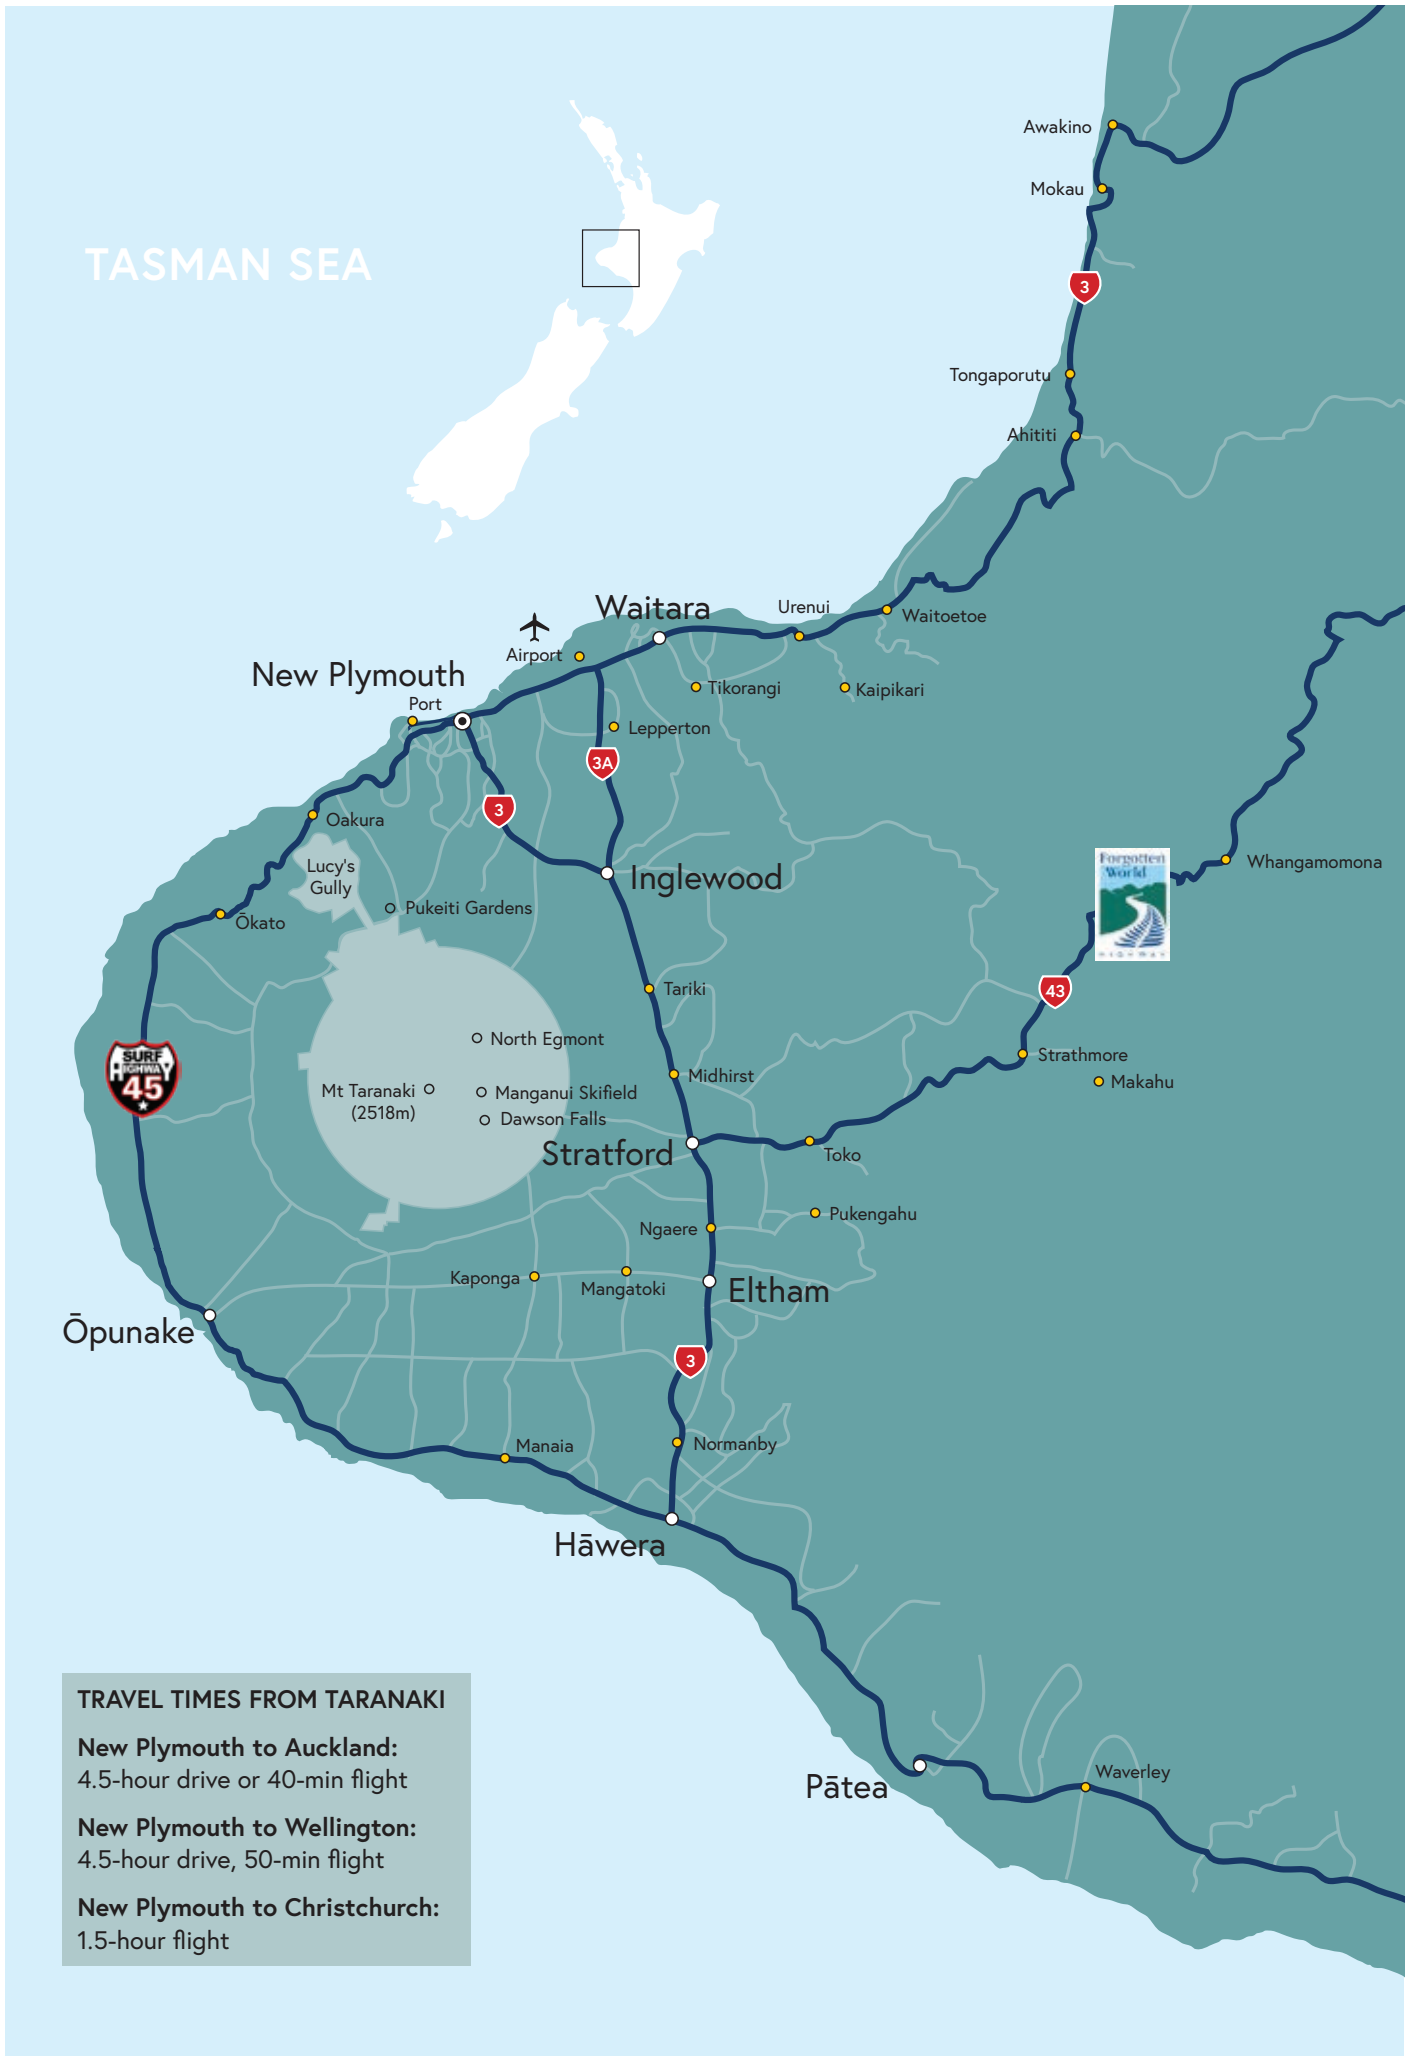 Awakino
Mokau
TASMAN SEA
3
Tongaporutu
Ahititi
Waitara
Urenui
Waitoetoe
Airport
New Plymouth
Port
Tikorangi
Kaipikari
Lepperton
3A
3
Oakura
Lucy's
Gully
Inglewood
Forgotten
World
HIGHWAY
Whangamomona
Pukeiti Gardens
Ōkato
Tariki
43
North Egmont
Strathmore
SURF
HIGHWAY
45
Midhirst
Makahu
Mt Taranaki
(2518m)
Manganui Skifield
Dawson Falls
Stratford
Toko
Pukengahu
Ngaere
Kaponga
Mangatoki
Eltham
Ōpunake
3
Manaia
Normanby
Hāwera
Pātea
Waverley
TRAVEL TIMES FROM TARANAKI
New Plymouth to Auckland:
4.5-hour drive or 40-min flight
New Plymouth to Wellington:
4.5-hour drive, 50-min flight
New Plymouth to Christchurch:
1.5-hour flight